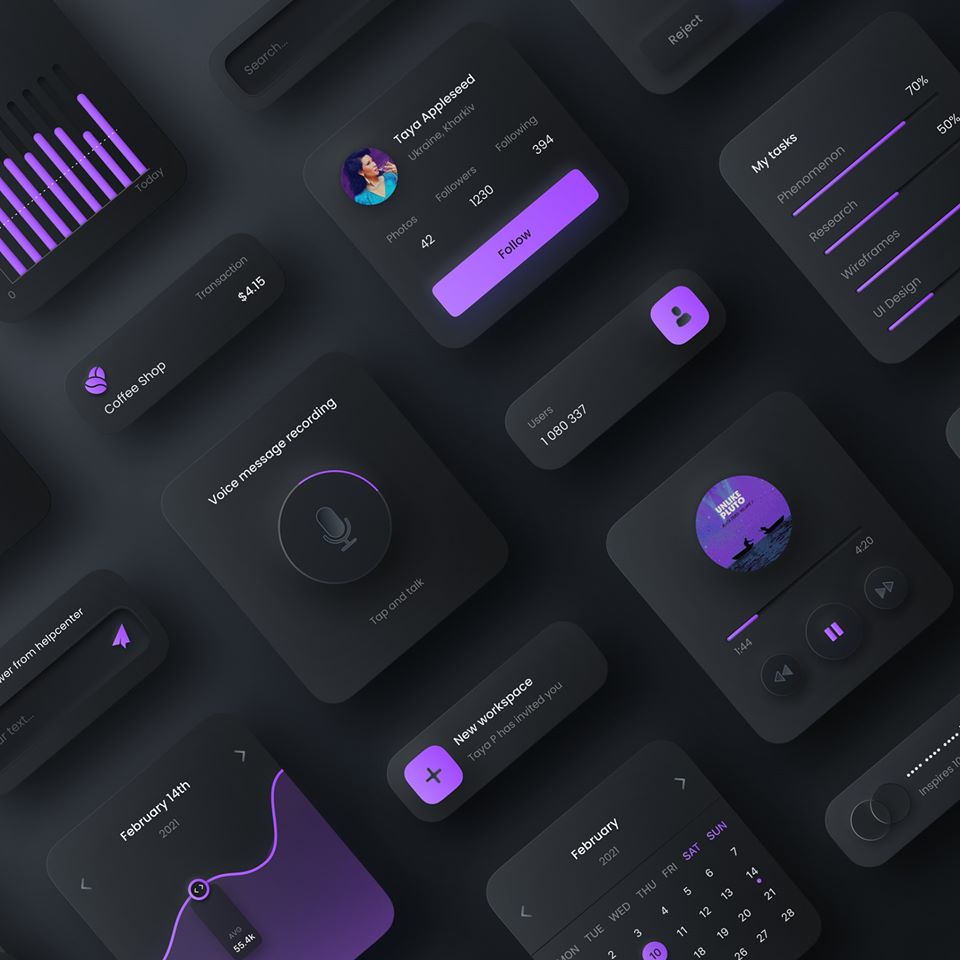 Search...
Reject
Today
0
Taya Appleseed
Ukraine, Kharkiv
Photos
42
Followers
1230
Following
394
Follow
My tasks
70%
Phenomenon
50%
Research
Wireframes
UI Design
Transaction
$4.15
Coffee Shop
Users
1 080 337
Voice message recording
Tap and talk
UNLIKE
PLUTO
1:44
4:20
wer from helpcenter
ur text...
New workspace
Taya P has invited you
February 14th
2021
AVG
55.4k
February
2021
MON TUE WED THU FRI SAT SUN
4 5 6 7
2 3
10 11 12 13 14
18 19 20 21
26 27 28
Inspires 10